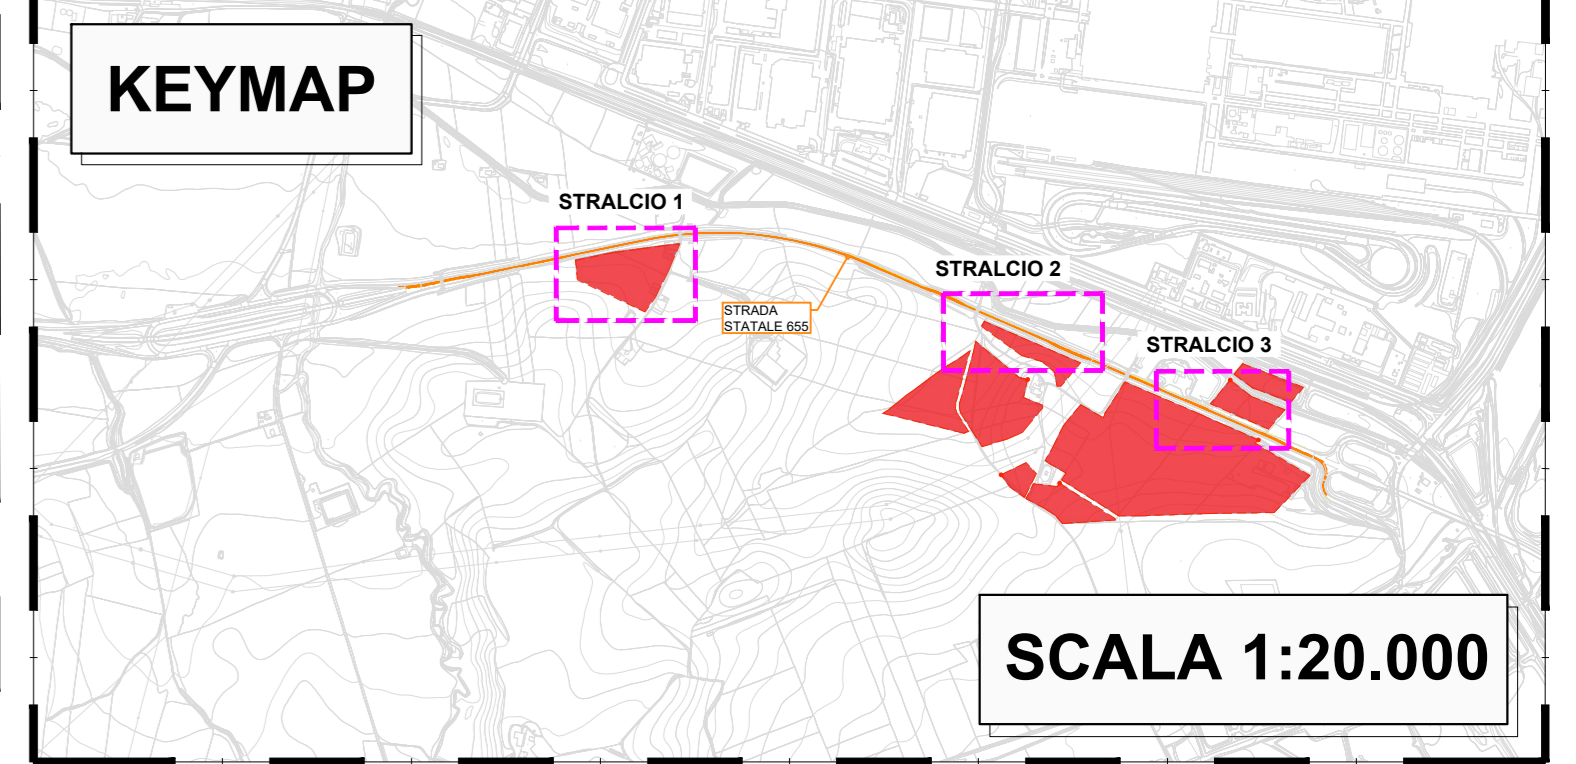 KEYMAP
STRALCIO 1
STRALCIO 2
STRADA
STATALE 655
STRALCIO 3
SCALA 1:20.000